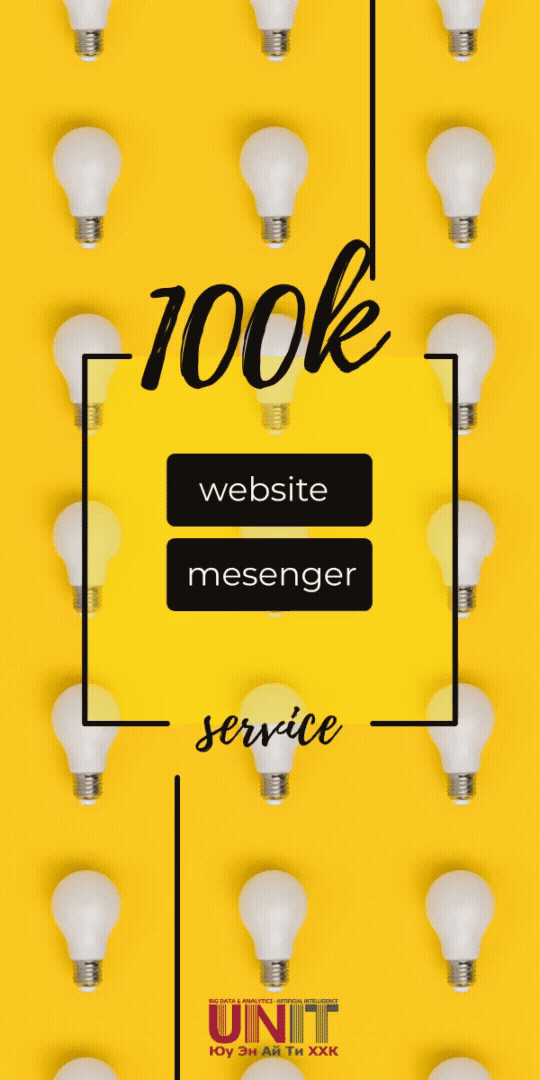 100k
website
mesenger
service
BIG DATA & ANALYTICS - ARTIFICIAL INTELLIGENCE
UNIT
Юу Эн Ай Ти ХХК